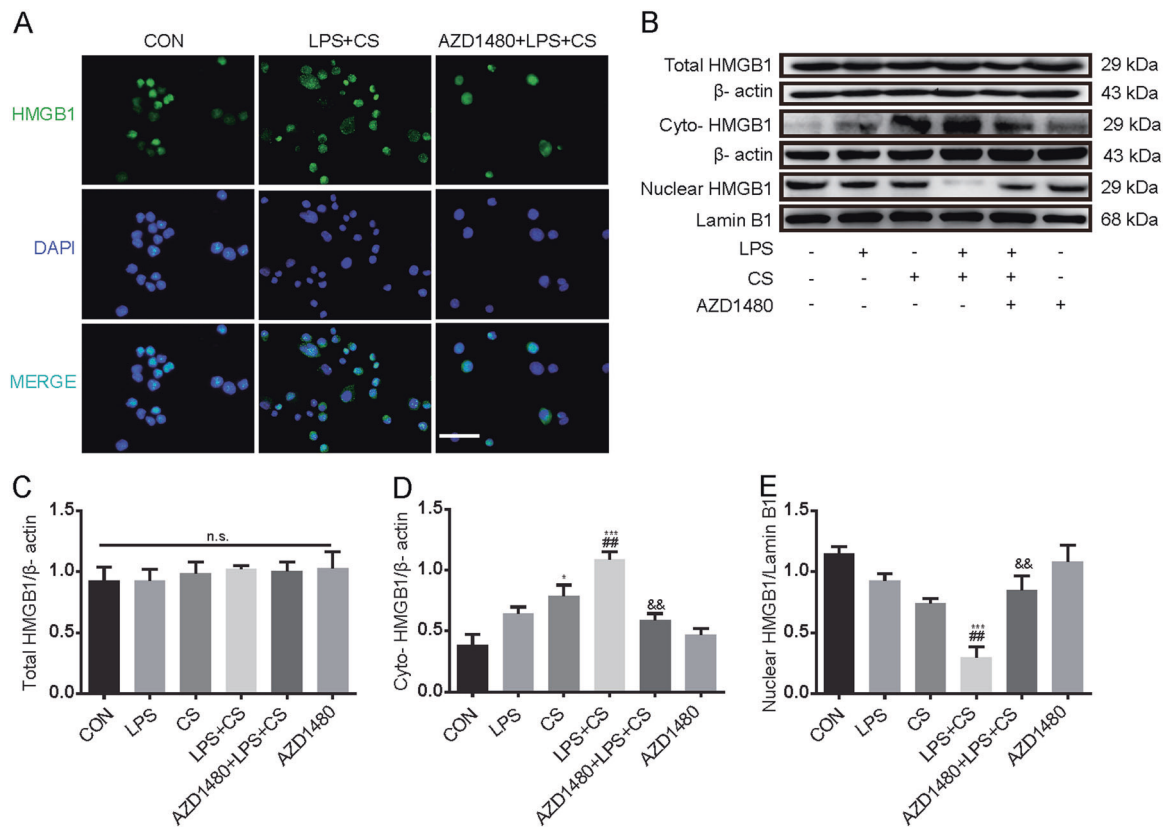 A
CON
LPS+CS
AZD1480+LPS+CS
HMGB1
DAPI
MERGE
B
Total HMGB1
29 kDa
β- actin
43 kDa
Cyto- HMGB1
29 kDa
β- actin
43 kDa
Nuclear HMGB1
29 kDa
Lamin B1
68 kDa
LPS - + - + + -
CS - - + + + -
AZD1480 - - - - + +
C
Total HMGB1/β- actin
1.5
1.0
0.5
0.0
n.s.
CON
LPS
CS
LPS+CS
AZD1480+LPS+CS
AZD1480
D
Cyto- HMGB1/β- actin
1.5
1.0
0.5
0.0
*
***
##
&&
CON
LPS
CS
LPS+CS
AZD1480+LPS+CS
AZD1480
E
Nuclear HMGB1/Lamin B1
1.5
1.0
0.5
0.0
***
##
&&
CON
LPS
CS
LPS+CS
AZD1480+LPS+CS
AZD1480